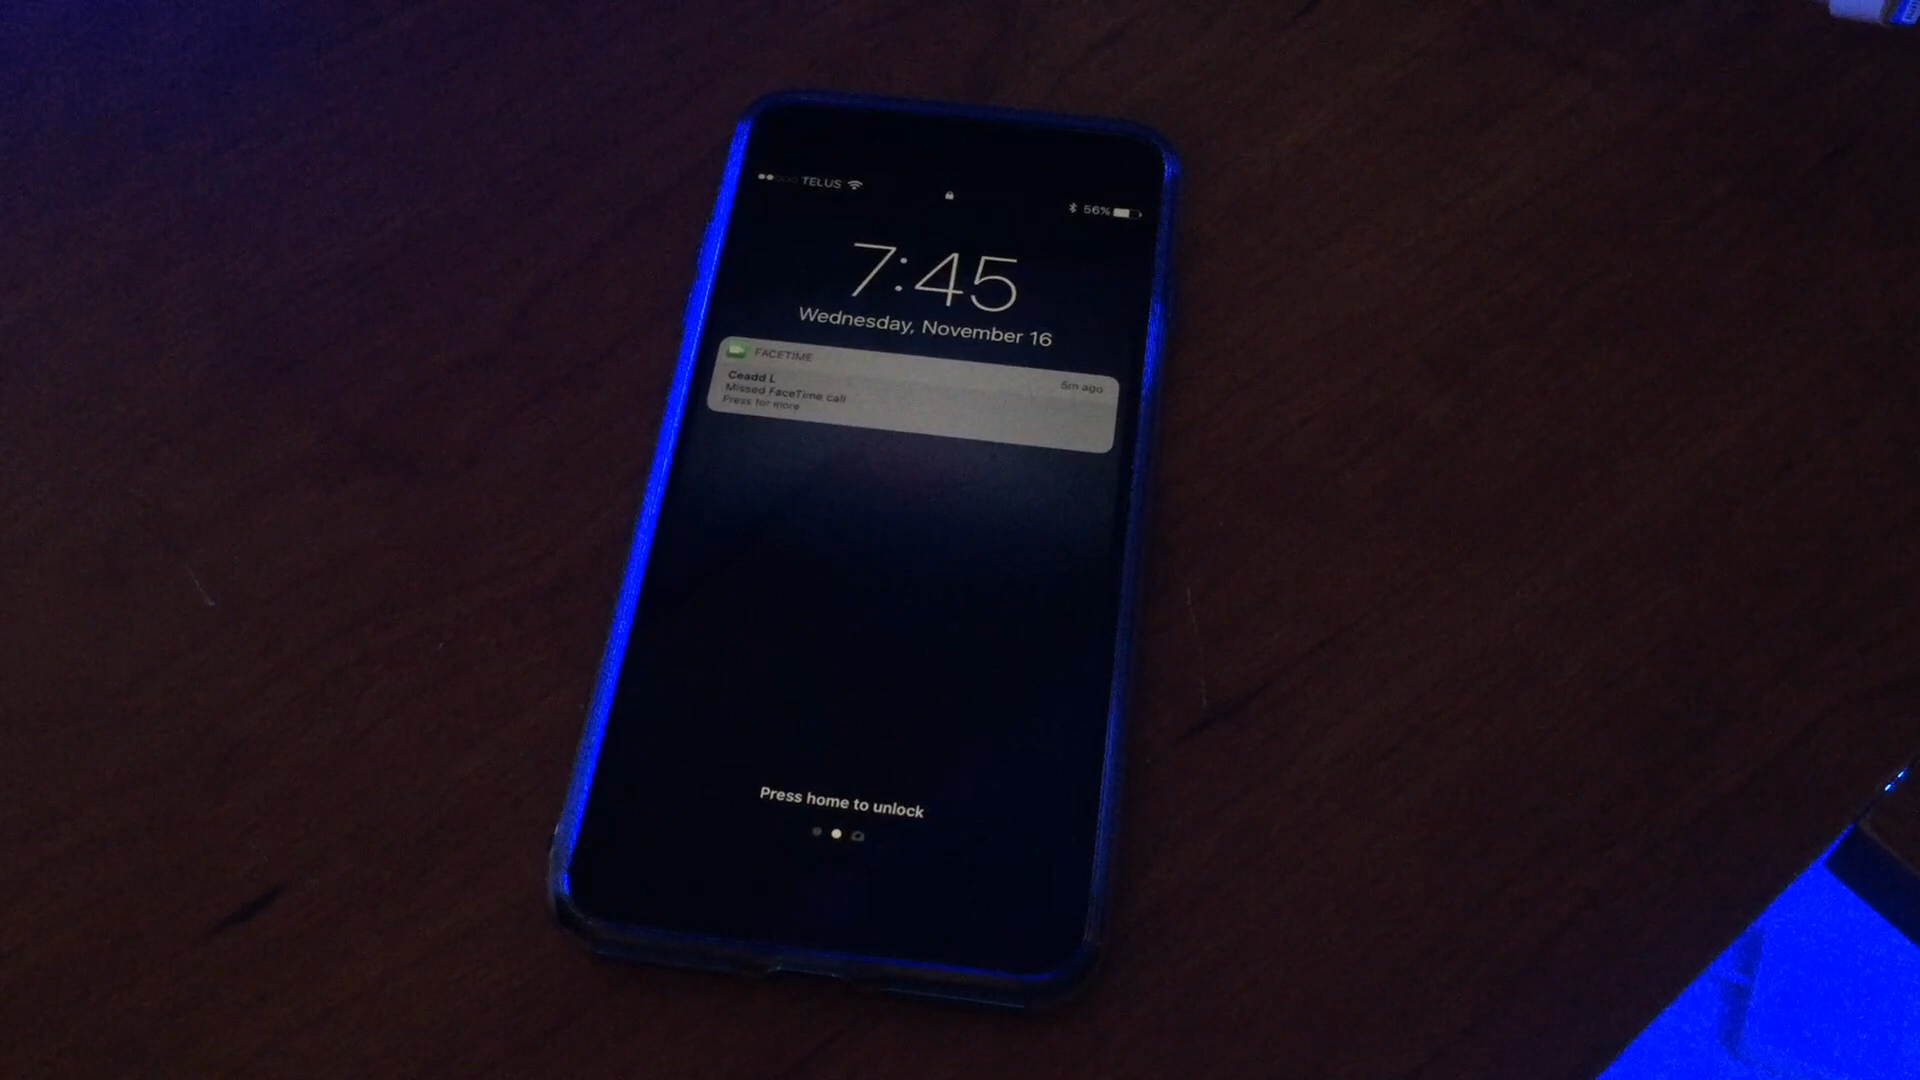 TELUS
56%
7:45
Wednesday, November 16
FACETIME
5m ago
Ceadd L
Missed FaceTime call
Press for more
Press home to unlock